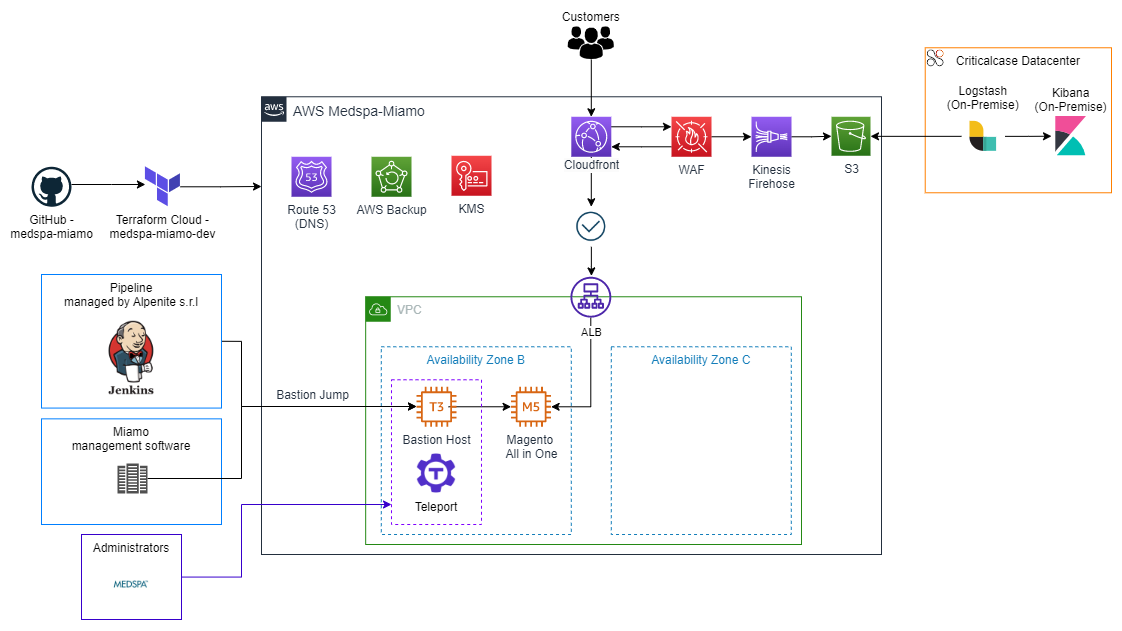 Customers
Criticalcase Datacenter
Logstash
(On-Premise)
Kibana
(On-Premise)
aws
AWS Medspa-Miamo
Cloudfront
WAF
Kinesis
Firehose
S3
53
Route 53
(DNS)
AWS Backup
KMS
GitHub -
medspa-miamo
Terraform Cloud -
medspa-miamo-dev
Pipeline
managed by Alpenite s.r.l
Jenkins
Miamo
management software
Administrators
MEDSPA
VPC
ALB
Availability Zone B
Availability Zone C
Bastion Jump
T3
Bastion Host
M5
Magento
All in One
T
Teleport